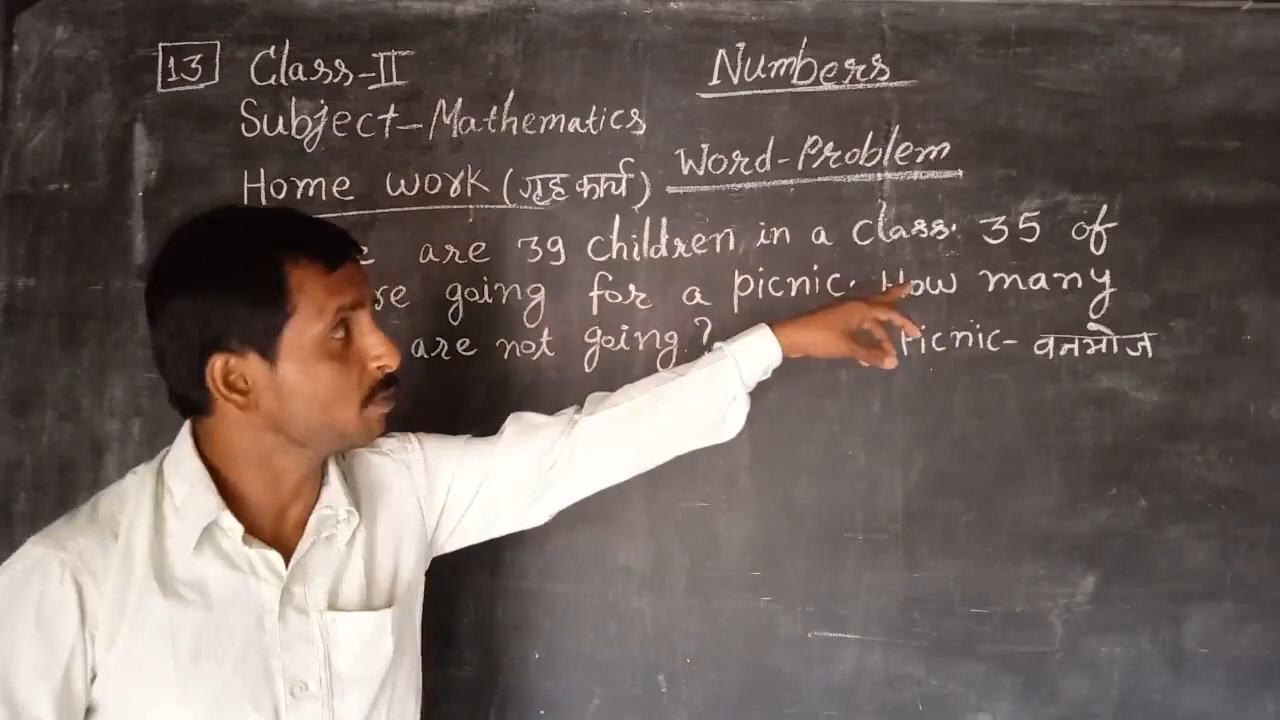 13 Class-II Numbers
Subject-Mathematics
Home work (गृह कार्य) Word-Problem
are 39 children in a class. 35 of
going for a picnic. How many
are not going?
Picnic- वनभोज